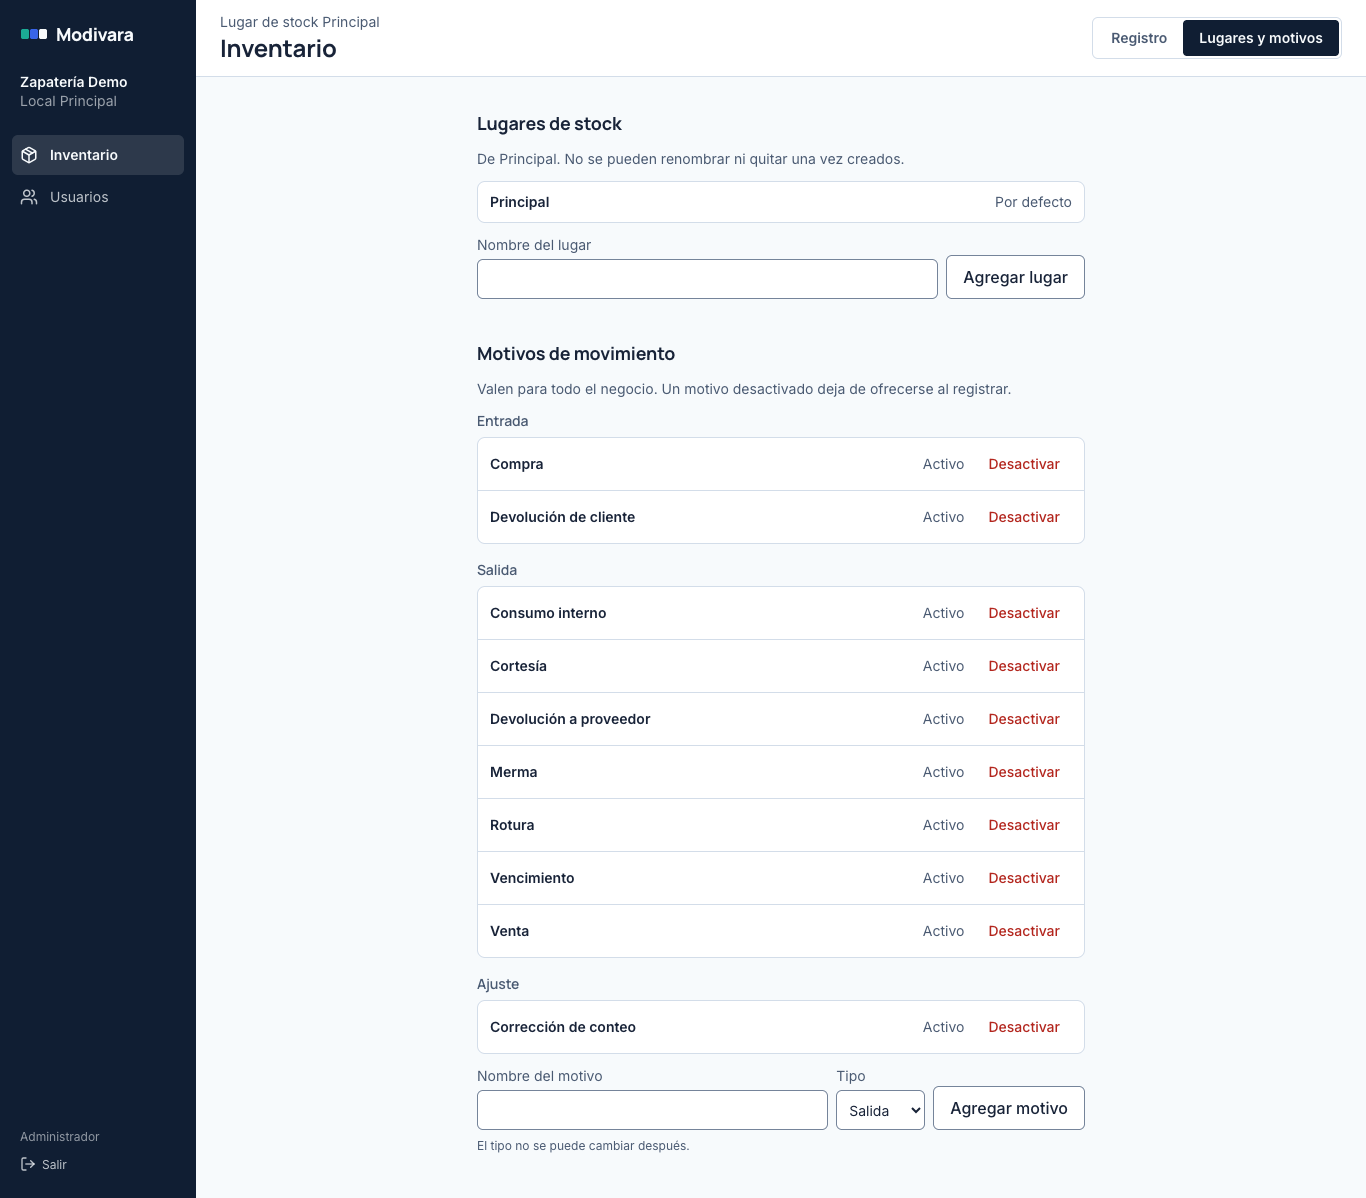 Modivara
Zapatería Demo
Local Principal
Inventario
Usuarios
Administrador
Salir
Lugar de stock Principal
Inventario
Registro
Lugares y motivos
Lugares de stock
De Principal. No se pueden renombrar ni quitar una vez creados.
Principal Por defecto
Nombre del lugar
Agregar lugar
Motivos de movimiento
Valen para todo el negocio. Un motivo desactivado deja de ofrecerse al registrar.
Entrada
Compra Activo Desactivar
Devolución de cliente Activo Desactivar
Salida
Consumo interno Activo Desactivar
Cortesía Activo Desactivar
Devolución a proveedor Activo Desactivar
Merma Activo Desactivar
Rotura Activo Desactivar
Vencimiento Activo Desactivar
Venta Activo Desactivar
Ajuste
Corrección de conteo Activo Desactivar
Nombre del motivo Tipo
Salida Agregar motivo
El tipo no se puede cambiar después.